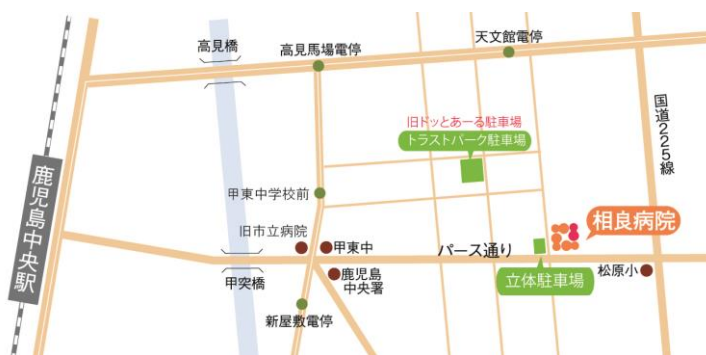 高見橋
高見馬場電停
天文館電停
旧ドッとあーる駐車場
トラストパーク駐車場
国道225線
鹿児島中央駅
甲東中学校前
旧市立病院
甲東中
パース通り
相良病院
甲突橋
鹿児島
中央署
立体駐車場
松原小
新屋敷電停